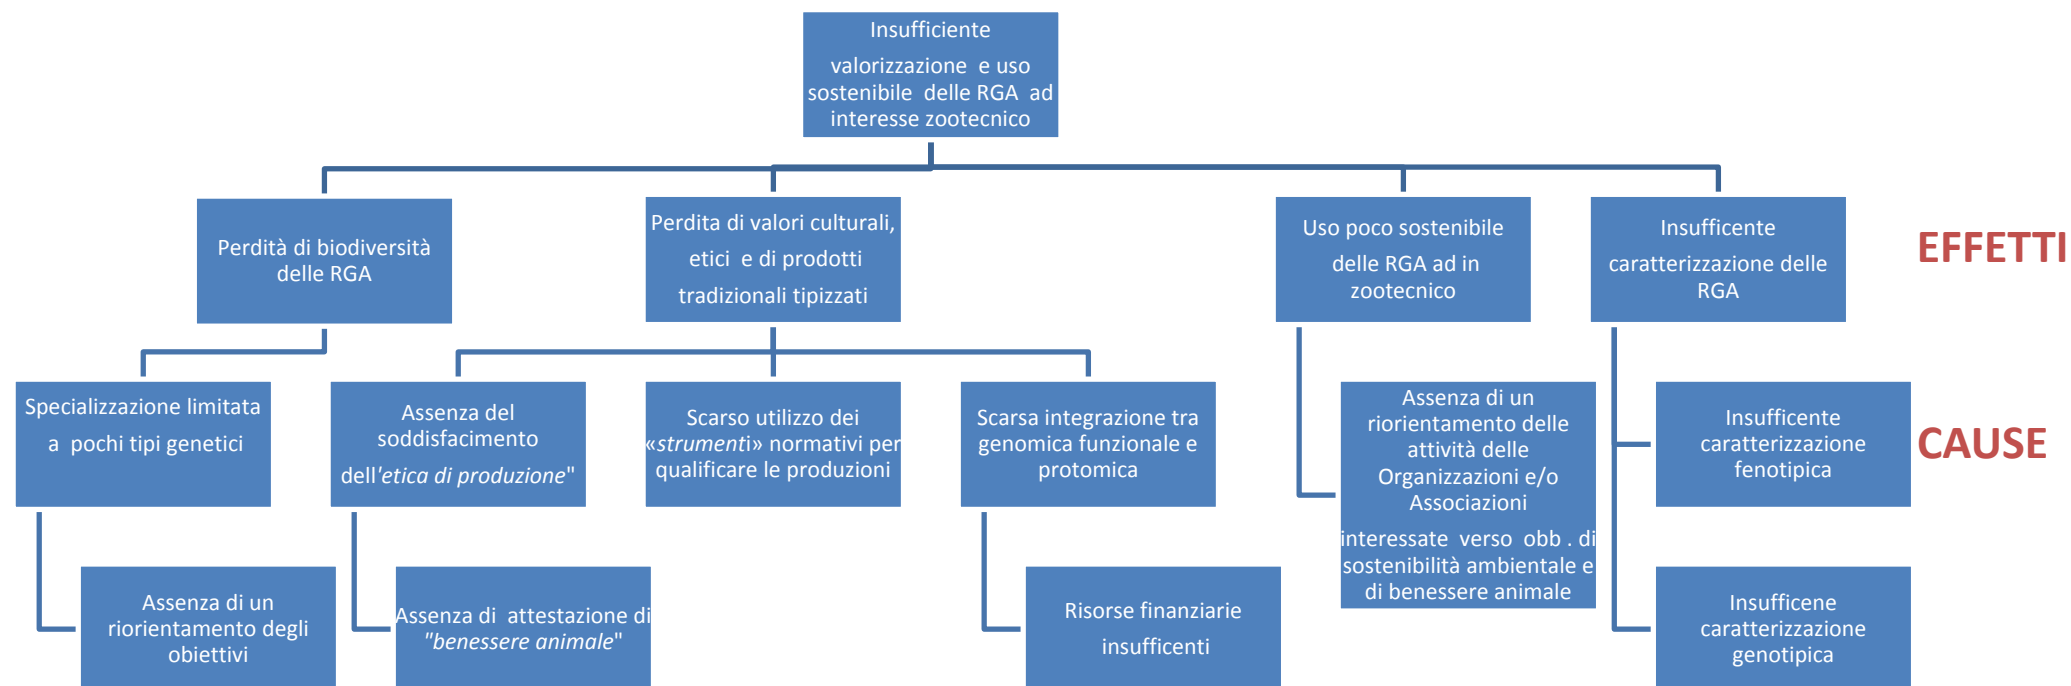 Insufficiente
valorizzazione e uso
sostenibile delle RGA ad
interesse zootecnico
Perdità di biodiversità
delle RGA
Perdita di valori culturali,
etici e di prodotti
tradizionali tipizzati
Uso poco sostenibile
delle RGA ad in
zootecnico
Insufficente
caratterizzazione delle
RGA
EFFETTI
Specializzazione limitata
a pochi tipi genetici
Assenza del
soddisfacimento
dell'etica di produzione"
Scarso utilizzo dei
«strumenti» normativi per
qualificare le produzioni
Scarsa integrazione tra
genomica funzionale e
protomica
Assenza di un
riorientamento delle
attività delle
Organizzazioni e/o
Associazioni
interessate verso obb . di
sostenibilità ambientale e
di benessere animale
Insufficente
caratterizzazione
fenotipica
CAUSE
Assenza di un
riorientamento degli
obiettivi
Assenza di attestazione di
"benessere animale"
Risorse finanziarie
insufficenti
Insufficene
caratterizzazione
genotipica